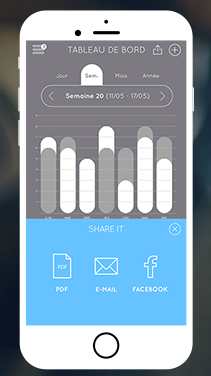 TABLEAU DE BORD
Jour Sem. Mois Année
Semaine 20 (11/05 - 17/05)
SHARE IT
PDF
PDF E-MAIL FACEBOOK